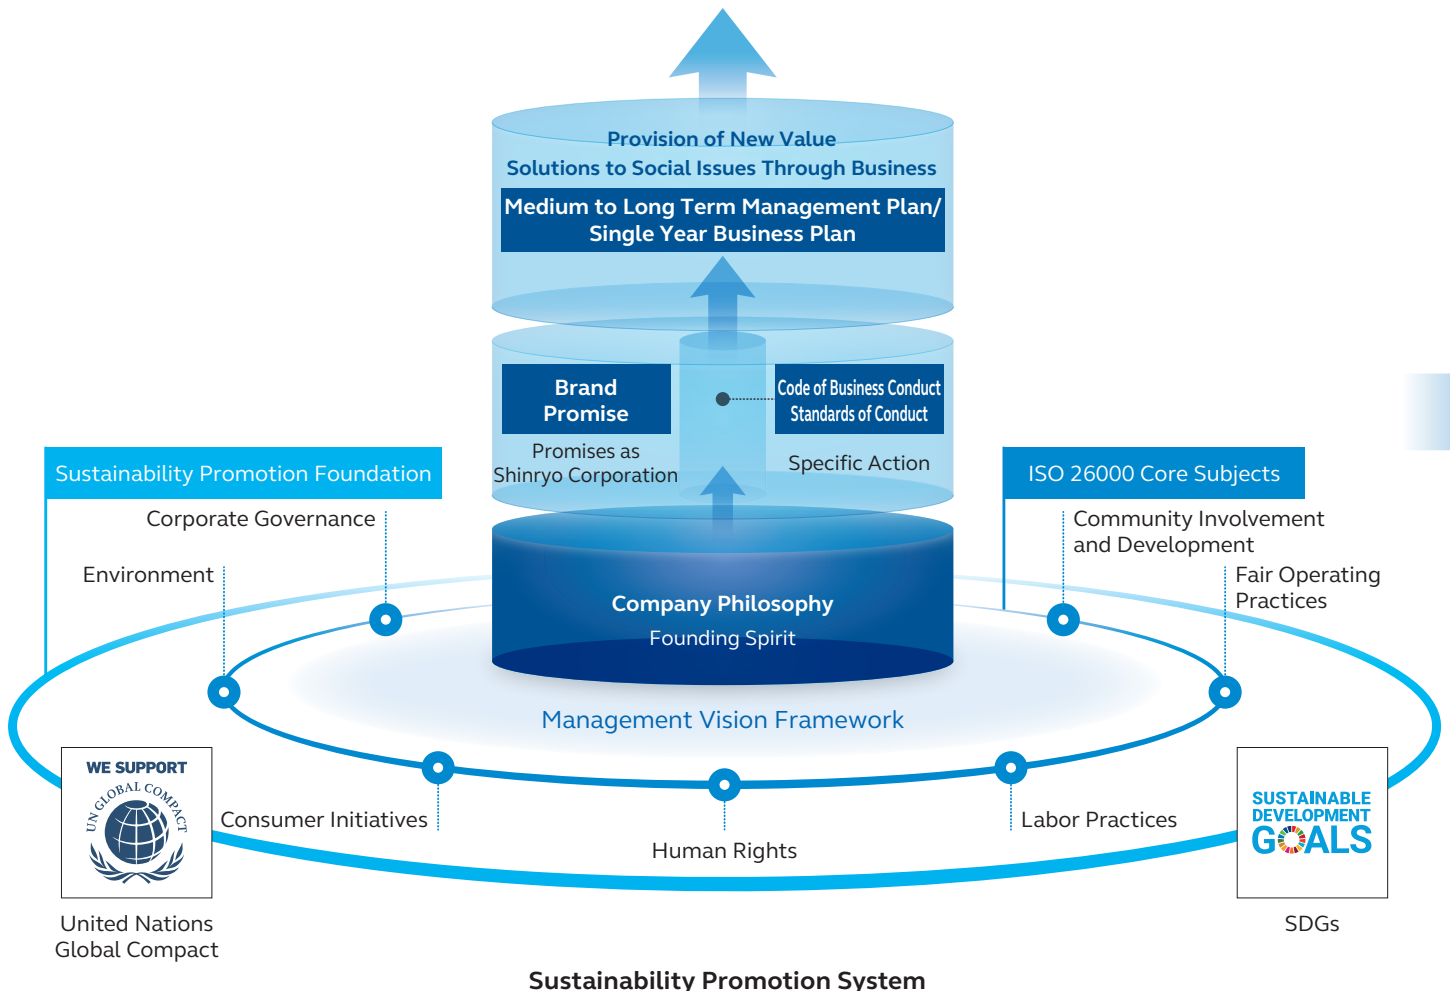 Provision of New Value
Solutions to Social Issues Through Business
Medium to Long Term Management Plan/
Single Year Business Plan
Brand
Promise
Promises as
Shinryo Corporation
Code of Business Conduct
Standards of Conduct
Specific Action
Sustainability Promotion Foundation
ISO 26000 Core Subjects
Corporate Governance
Environment
Community Involvement
and Development
Fair Operating
Practices
Company Philosophy
Founding Spirit
Management Vision Framework
Consumer Initiatives
Human Rights
Labor Practices
WE SUPPORT
UN GLOBAL COMPACT
United Nations
Global Compact
SUSTAINABLE
DEVELOPMENT
GOALS
SDGs
Sustainability Promotion System